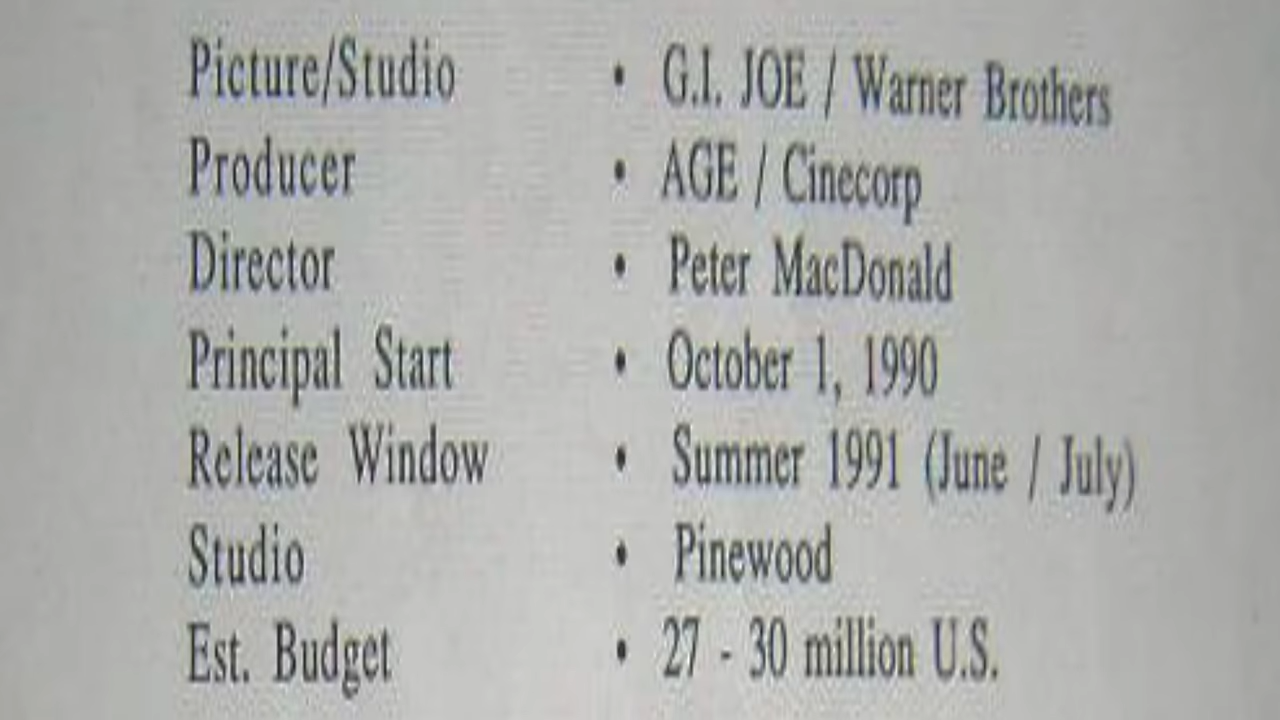 Picture/Studio • G.I. JOE / Warner Brothers
Producer • AGE / Cinecorp
Director • Peter MacDonald
Principal Start • October 1, 1990
Release Window • Summer 1991 (June / July)
Studio • Pinewood
Est. Budget • 27 - 30 million U.S.